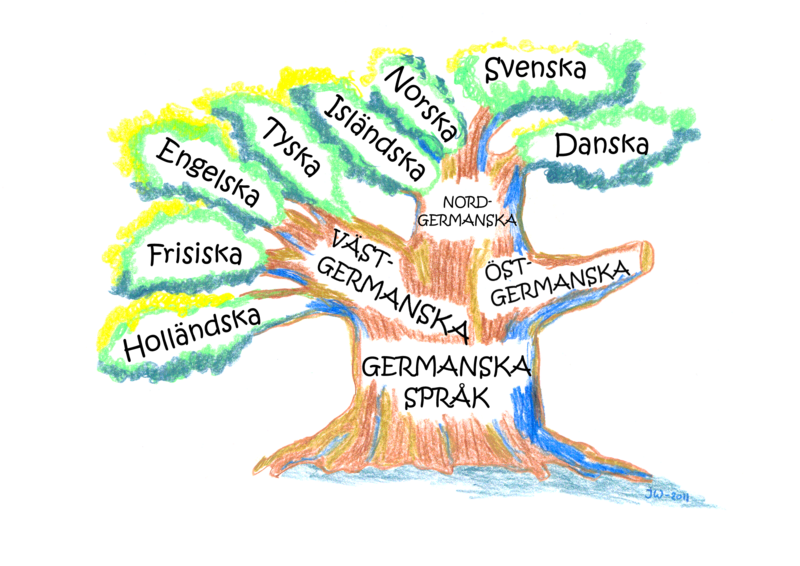 Svenska
Norska
Danska
Isländska
Tyska
Engelska
Frisiska
Holländska
NORD-
GERMANSKA
VÄST-
GERMANSKA
ÖST-
GERMANSKA
GERMANSKA
SPRÅK
JW-2011